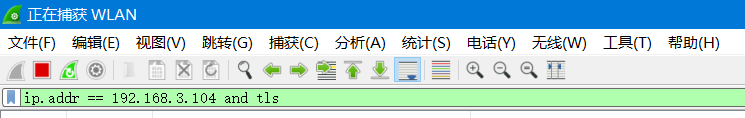 正在捕获 WLAN
文件(F) 编辑(E) 视图(V) 跳转(G) 捕获(C) 分析(A) 统计(S) 电话(Y) 无线(W) 工具(T) 帮助(H)
ip.addr == 192.168.3.104 and tls